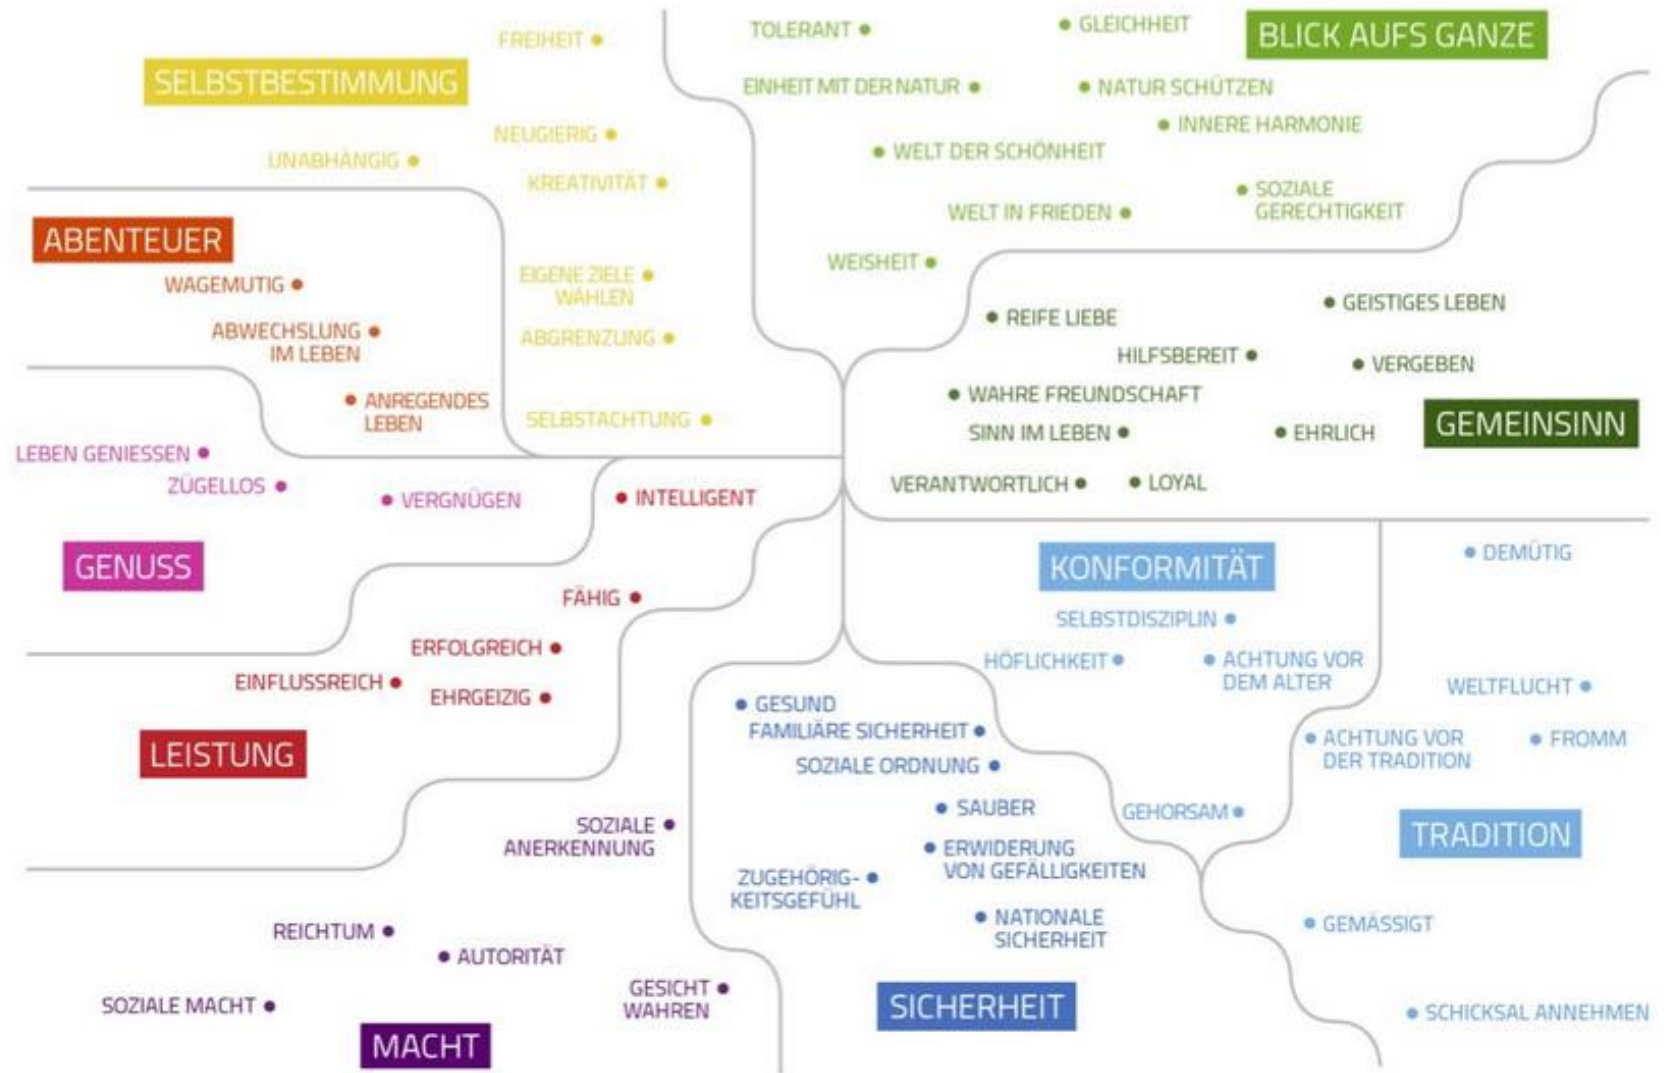 SELBSTBESTIMMUNG
FREIHEIT
NEUGIERIG
UNABHÄNGIG
KREATIVITÄT
EIGENE ZIELE
WÄHLEN
ABGRENZUNG
SELBSTACHTUNG
BLICK AUFS GANZE
TOLERANT
GLEICHHEIT
EINHEIT MIT DER NATUR
NATUR SCHÜTZEN
INNERE HARMONIE
WELT DER SCHÖNHEIT
SOZIALE
GERECHTIGKEIT
WELT IN FRIEDEN
WEISHEIT
ABENTEUER
WAGEMUTIG
ABWECHSLUNG
IM LEBEN
ANREGENDES
LEBEN
GEMEINSINN
GEISTIGES LEBEN
REIFE LIEBE
HILFSBEREIT
VERGEBEN
WAHRE FREUNDSCHAFT
SINN IM LEBEN
EHRLICH
VERANTWORTLICH
LOYAL
LEBEN GENIESSEN
ZÜGELLOS
VERGNÜGEN
GENUSS
INTELLIGENT
FÄHIG
ERFOLGREICH
EINFLUSSREICH
EHRGEIZIG
LEISTUNG
KONFORMITÄT
SELBSTDISZIPLIN
HÖFLICHKEIT
ACHTUNG VOR
DEM ALTER
GEHORSAM
DEMÜTIG
WELTFLUCHT
ACHTUNG VOR
DER TRADITION
FROMM
TRADITION
GEMÄSSIGT
SCHICKSAL ANNEHMEN
GESUND
FAMILIÄRE SICHERHEIT
SOZIALE ORDNUNG
SAUBER
ERWIDERUNG
VON GEFÄLLIGKEITEN
ZUGEHÖRIG-
KEITSGEFÜHL
NATIONALE
SICHERHEIT
SICHERHEIT
SOZIALE
ANERKENNUNG
REICHTUM
AUTORITÄT
GESICHT
WAHREN
SOZIALE MACHT
MACHT